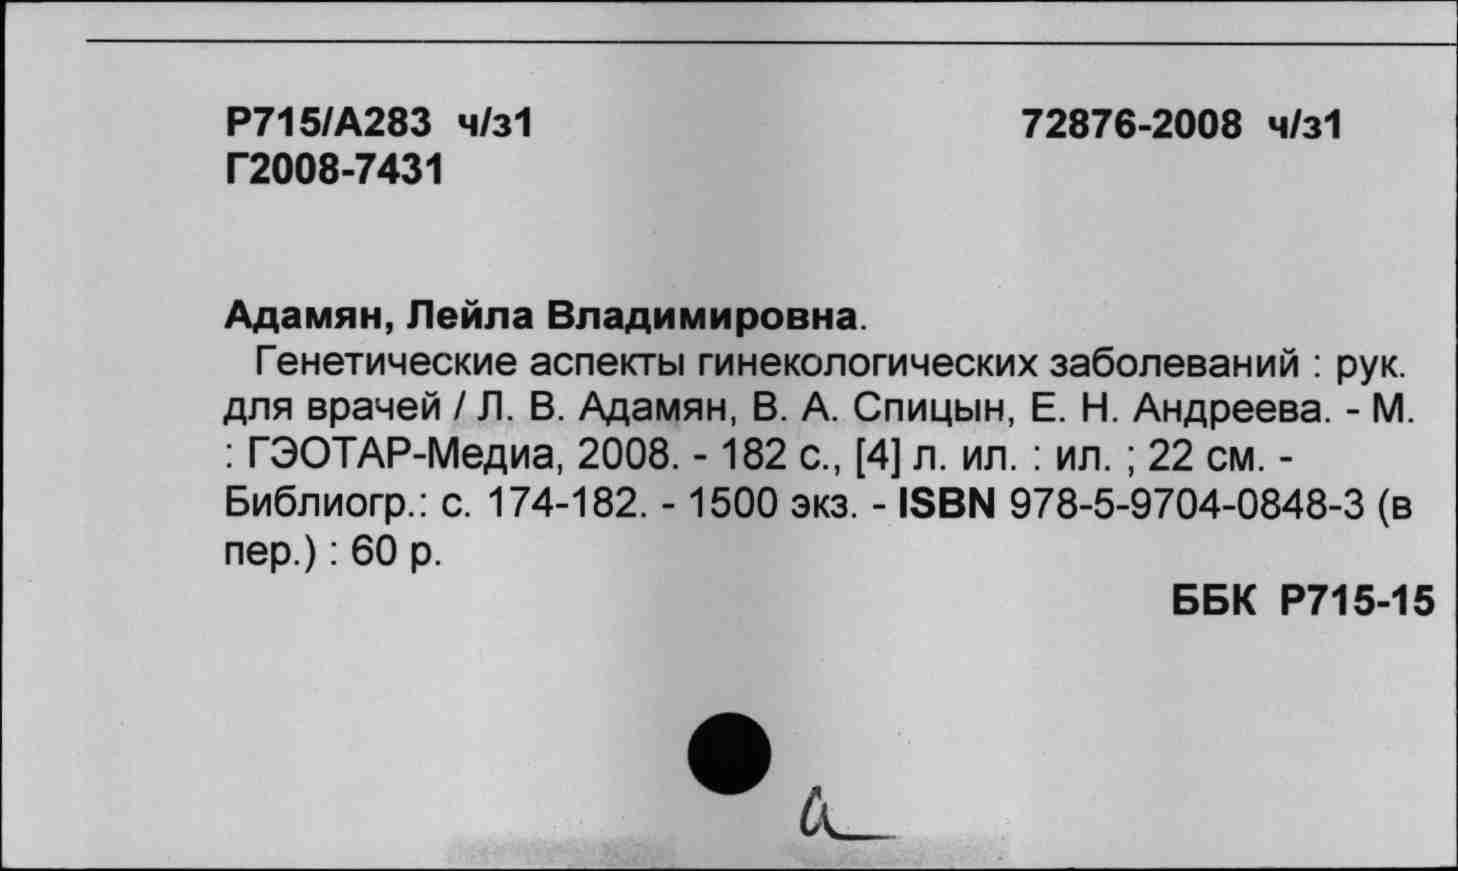 Р715/А283 ч/з1 72876-2008 ч/з1
Г2008-7431
Адамян, Лейла Владимировна.
Генетические аспекты гинекологических заболеваний : рук.
для врачей / Л. В. Адамян, В. А. Спицын, Е. Н. Андреева. - М.
: ГЭОТАР-Медиа, 2008. - 182 с., [4] л. ил. : ил. ; 22 см. -
Библиогр.: с. 174-182. - 1500 экз. - ISBN 978-5-9704-0848-3 (в
пер.) : 60 р.
ББК Р715-15